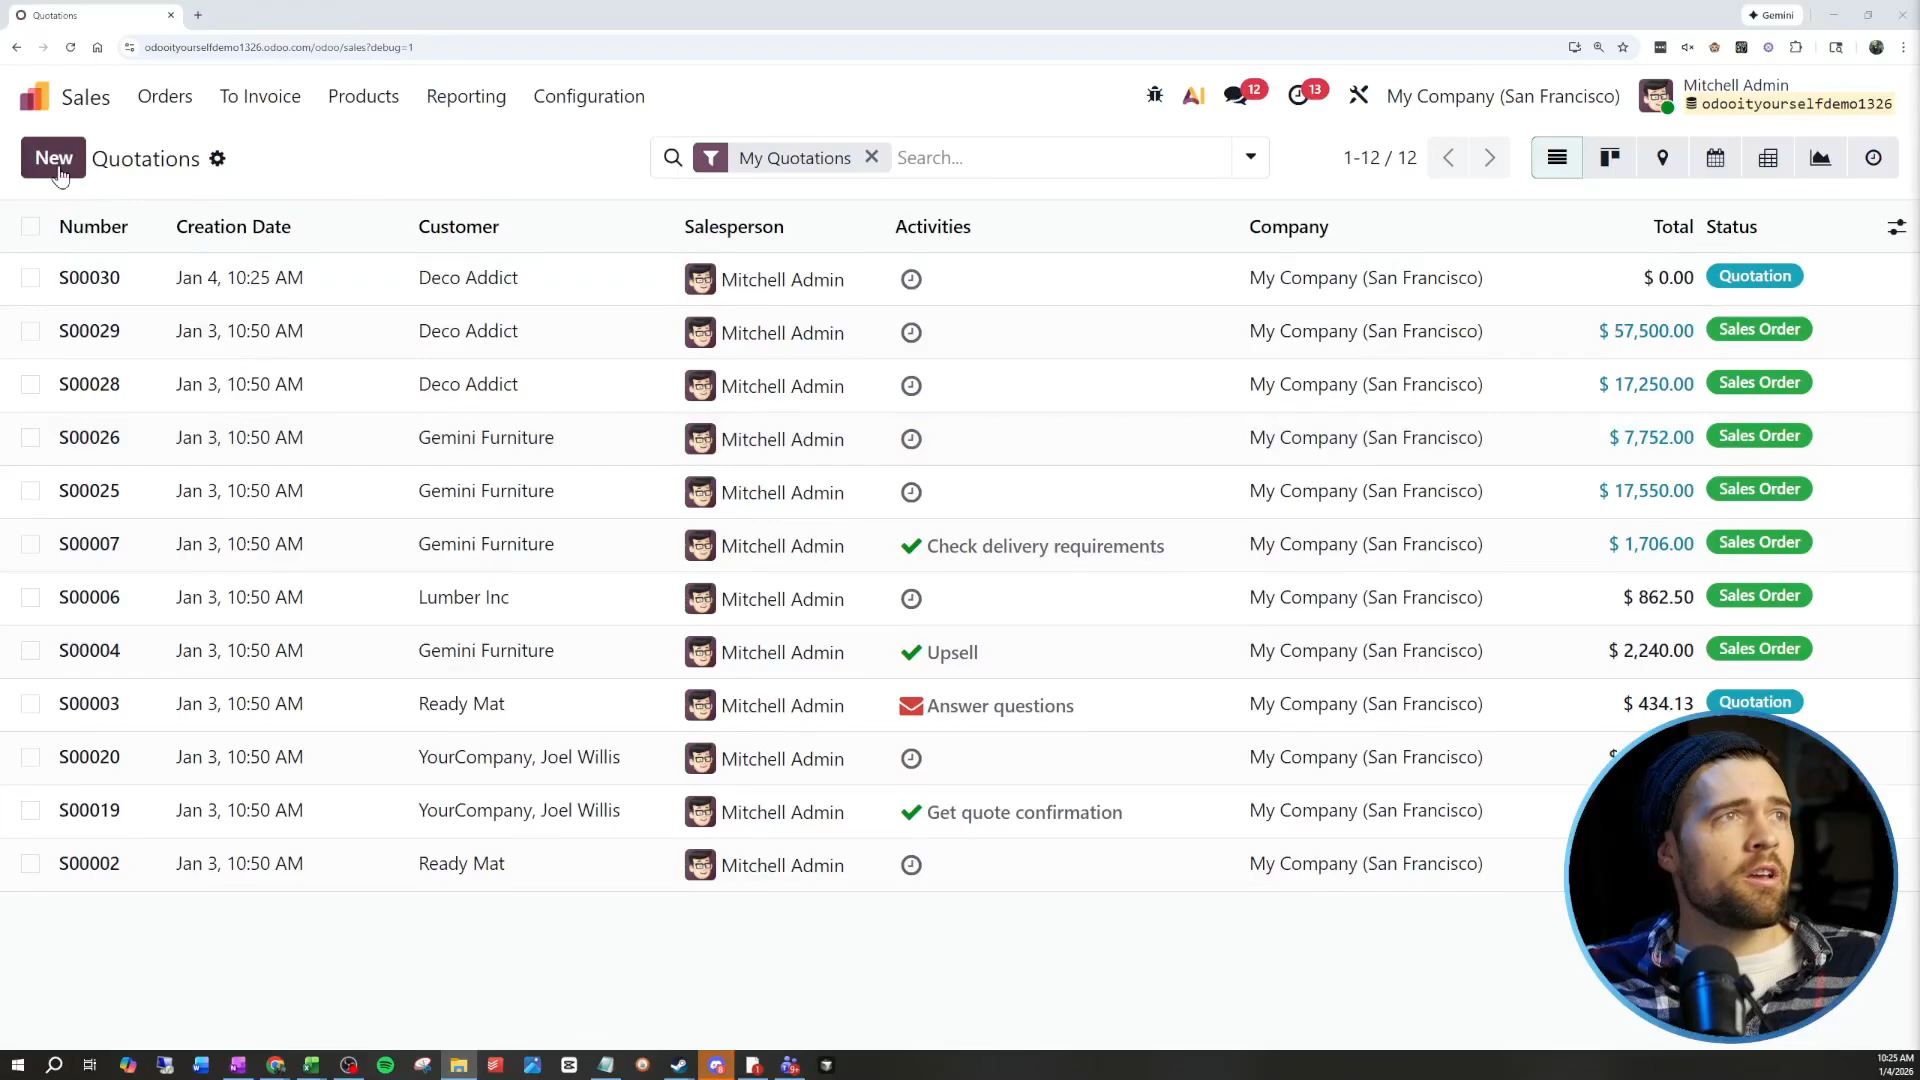 Quotations
Gemini
odooityourselfdemo1326.odoo.com/odoo/sales?debug=1
Sales Orders To Invoice Products Reporting Configuration AI 12 13 My Company (San Francisco) Mitchell Admin
odooityourselfdemo1326
New Quotations My Quotations Search... 1-12 / 12
Number Creation Date Customer Salesperson Activities Company Total Status
S00030 Jan 4, 10:25 AM Deco Addict Mitchell Admin My Company (San Francisco) $ 0.00 Quotation
S00029 Jan 3, 10:50 AM Deco Addict Mitchell Admin My Company (San Francisco) $ 57,500.00 Sales Order
S00028 Jan 3, 10:50 AM Deco Addict Mitchell Admin My Company (San Francisco) $ 17,250.00 Sales Order
S00026 Jan 3, 10:50 AM Gemini Furniture Mitchell Admin My Company (San Francisco) $ 7,752.00 Sales Order
S00025 Jan 3, 10:50 AM Gemini Furniture Mitchell Admin My Company (San Francisco) $ 17,550.00 Sales Order
S00007 Jan 3, 10:50 AM Gemini Furniture Mitchell Admin Check delivery requirements My Company (San Francisco) $ 1,706.00 Sales Order
S00006 Jan 3, 10:50 AM Lumber Inc Mitchell Admin My Company (San Francisco) $ 862.50 Sales Order
S00004 Jan 3, 10:50 AM Gemini Furniture Mitchell Admin Upsell My Company (San Francisco) $ 2,240.00 Sales Order
S00003 Jan 3, 10:50 AM Ready Mat Mitchell Admin Answer questions My Company (San Francisco) $ 434.13 Quotation
S00020 Jan 3, 10:50 AM YourCompany, Joel Willis Mitchell Admin My Company (San Francisco)
S00019 Jan 3, 10:50 AM YourCompany, Joel Willis Mitchell Admin Get quote confirmation My Company (San Francisco)
S00002 Jan 3, 10:50 AM Ready Mat Mitchell Admin My Company (San Francisco)
10:25 AM
1/4/2026